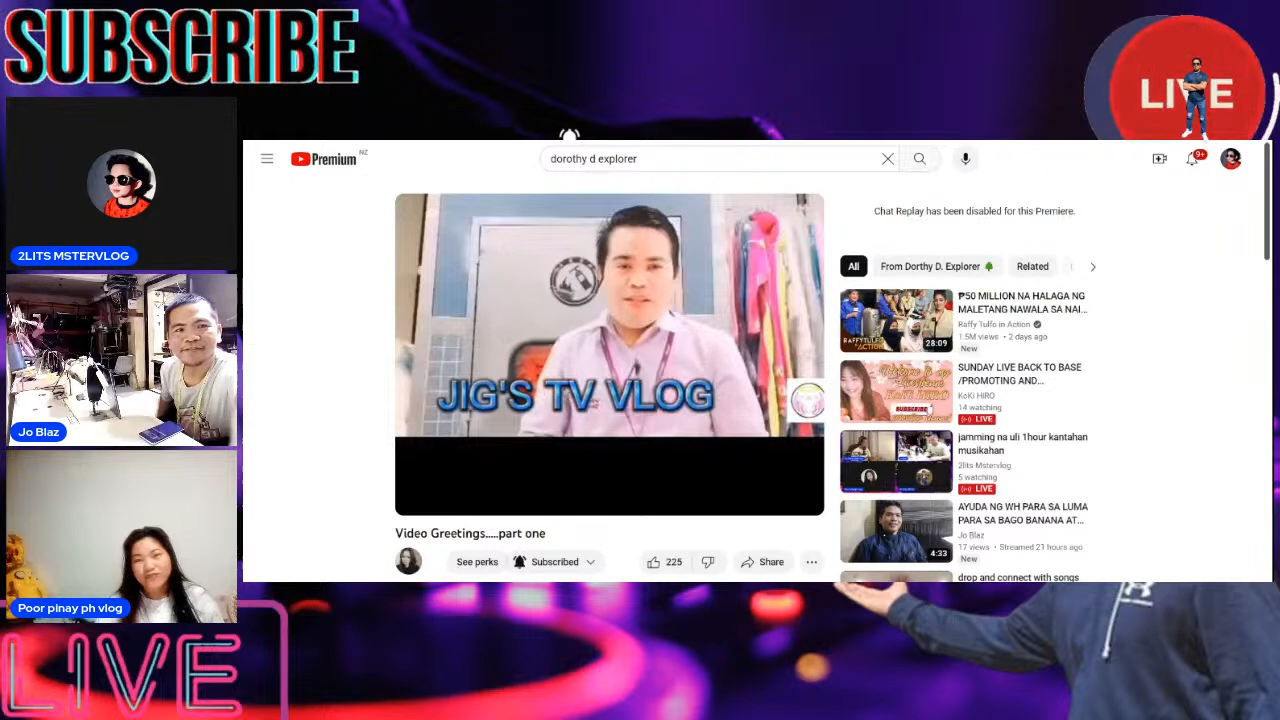 SUBSCRIBE
LIVE
2LITS MSTERVLOG
Jo Blaz
Poor pinay ph vlog
LIVE
Premium NZ
dorothy d explorer
9+
JIG'S TV VLOG
Video Greetings.....part one
See perks
Subscribed
225
Share
Chat Replay has been disabled for this Premiere.
All
From Dorthy D. Explorer
Related
₱50 MILLION NA HALAGA NG
MALETANG NAWALA SA NAI...
Raffy Tulfo in Action
1.5M views • 2 days ago
New
28:09
SUNDAY LIVE BACK TO BASE
/PROMOTING AND...
KoKi HiRO
14 watching
LIVE
SUBSCRIBE
jamming na uli 1hour kantahan
musikahan
2lits Mstervlog
5 watching
LIVE
AYUDA NG WH PARA SA LUMA
PARA SA BAGO BANANA AT...
Jo Blaz
17 views • Streamed 21 hours ago
New
4:33
drop and connect with songs